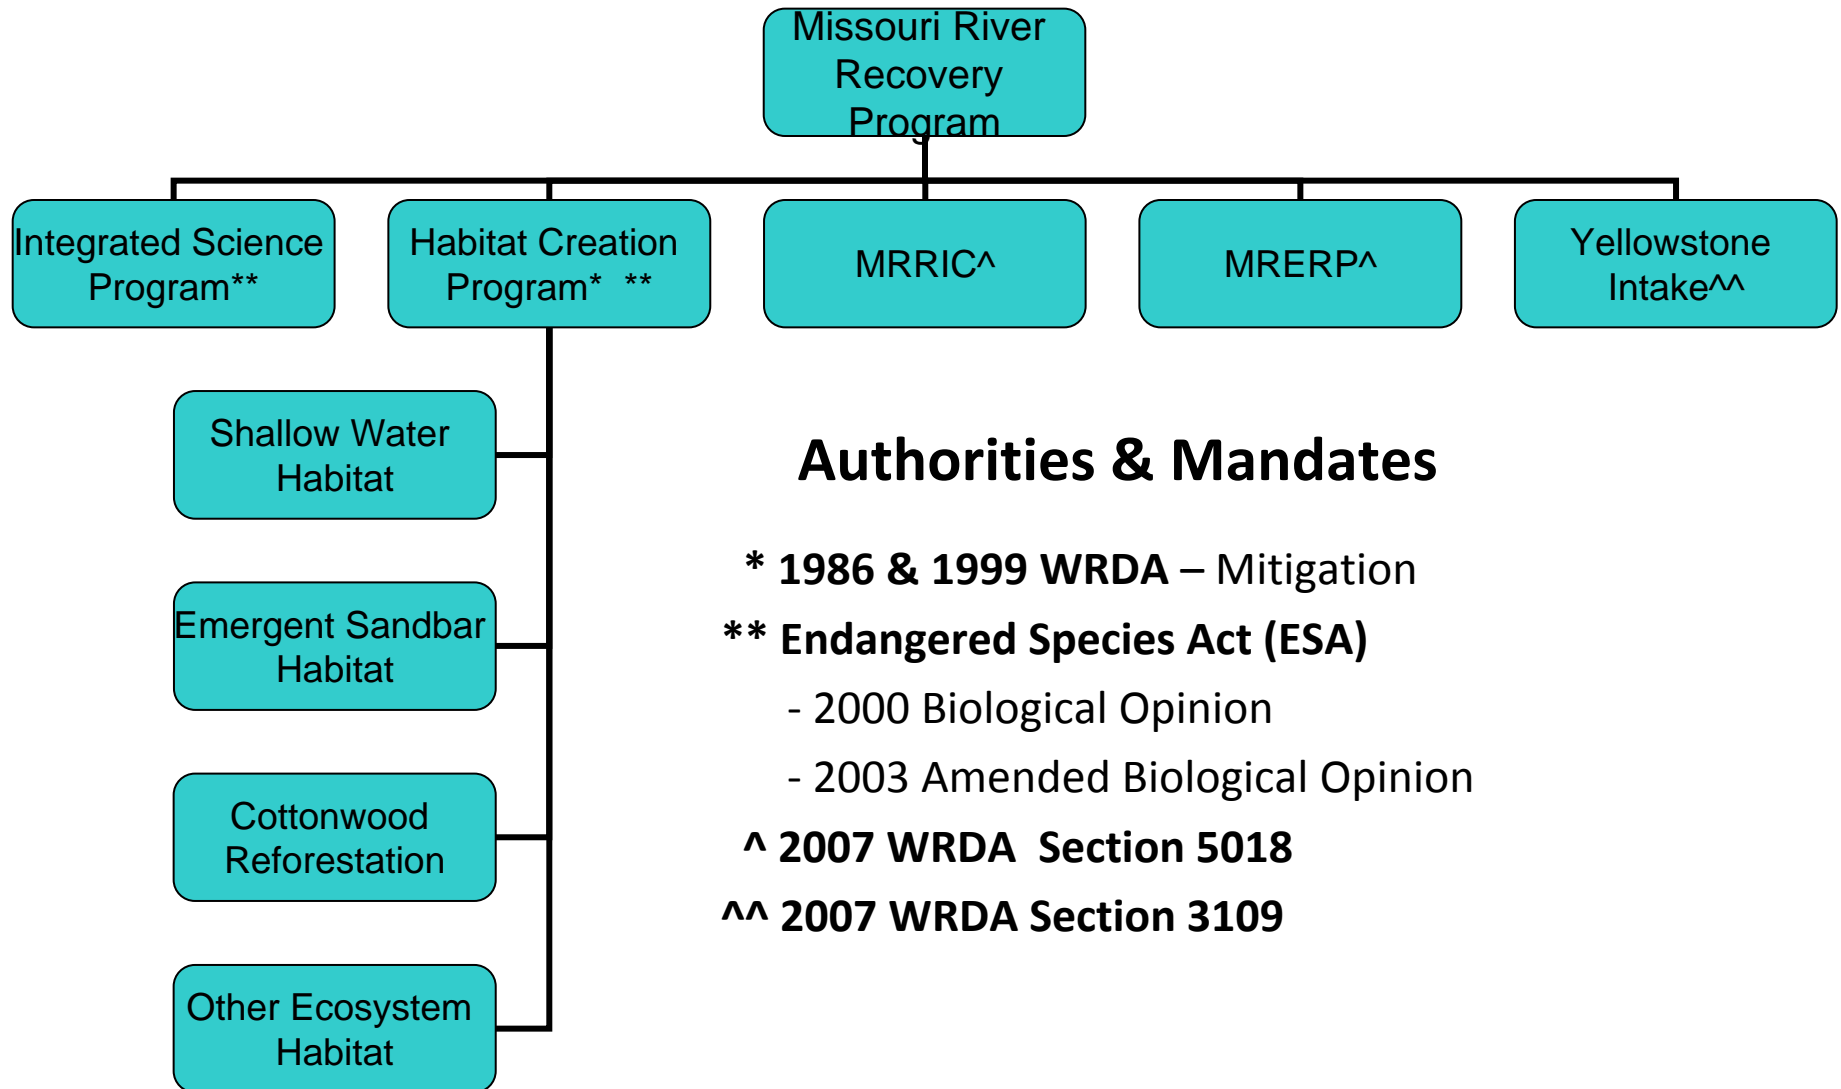 Missouri River
Recovery
Program
Integrated Science
Program**
Habitat Creation
Program*  **
MRRIC^
MRERP^
Yellowstone
Intake^^
Shallow Water
Habitat
Emergent Sandbar
Habitat
Cottonwood
Reforestation
Other Ecosystem
Habitat
Authorities & Mandates
* 1986 & 1999 WRDA – Mitigation
** Endangered Species Act (ESA)
- 2000 Biological Opinion
- 2003 Amended Biological Opinion
^ 2007 WRDA  Section 5018
^^ 2007 WRDA Section 3109